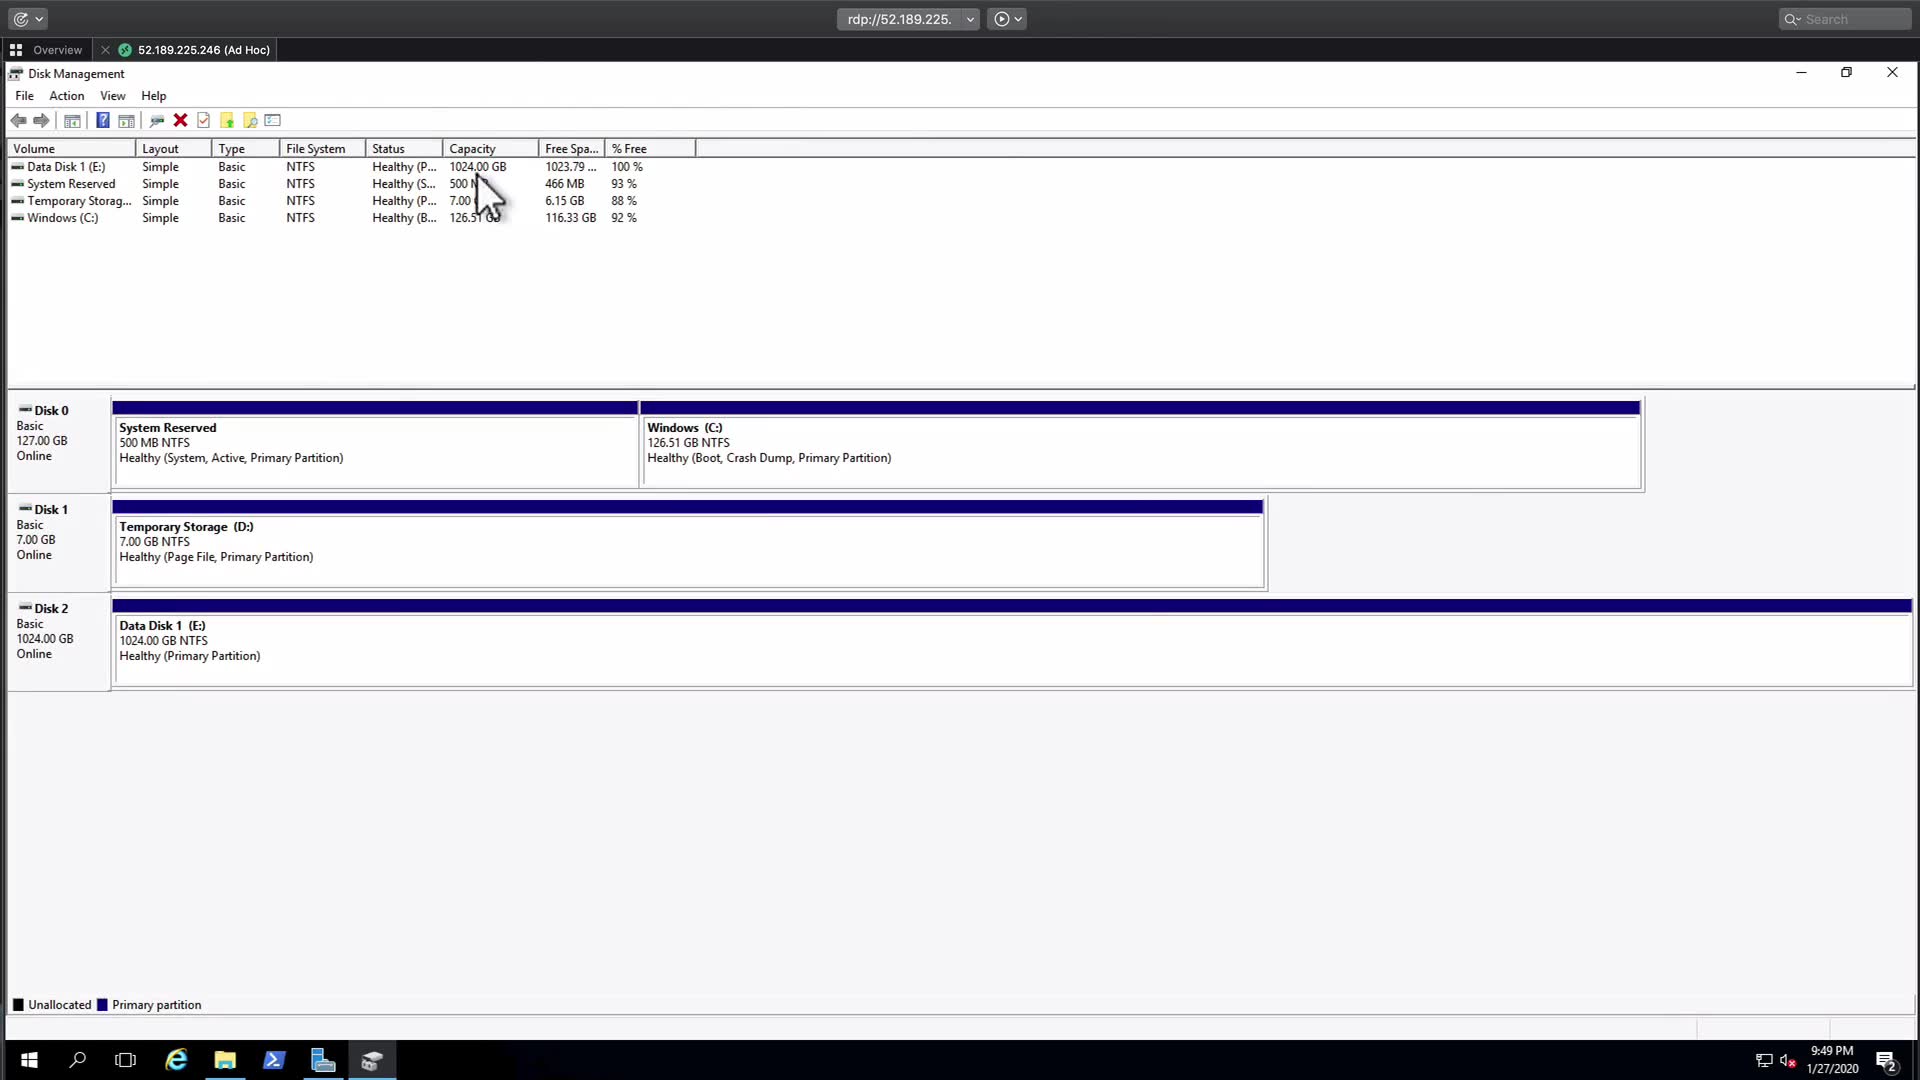 rdp://52.189.225.
Search
Overview
52.189.225.246 (Ad Hoc)
Disk Management
File Action View Help
Volume Layout Type File System Status Capacity Free Spa... % Free
Data Disk 1 (E:) Simple Basic NTFS Healthy (P... 1024.00 GB 1023.79 ... 100 %
System Reserved Simple Basic NTFS Healthy (S... 500 466 MB 93 %
Temporary Storag... Simple Basic NTFS Healthy (P... 7.00 6.15 GB 88 %
Windows (C:) Simple Basic NTFS Healthy (B... 126.51 GB 116.33 GB 92 %
Disk 0
Basic
127.00 GB
Online
System Reserved
500 MB NTFS
Healthy (System, Active, Primary Partition)
Windows (C:)
126.51 GB NTFS
Healthy (Boot, Crash Dump, Primary Partition)
Disk 1
Basic
7.00 GB
Online
Temporary Storage (D:)
7.00 GB NTFS
Healthy (Page File, Primary Partition)
Disk 2
Basic
1024.00 GB
Online
Data Disk 1 (E:)
1024.00 GB NTFS
Healthy (Primary Partition)
Unallocated Primary partition
9:49 PM
1/27/2020
2